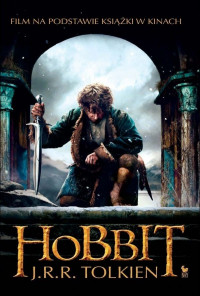 FILM NA PODSTAWIE KSIĄŻKI W KINACH
HOBBIT
J.R.R. TOLKIEN